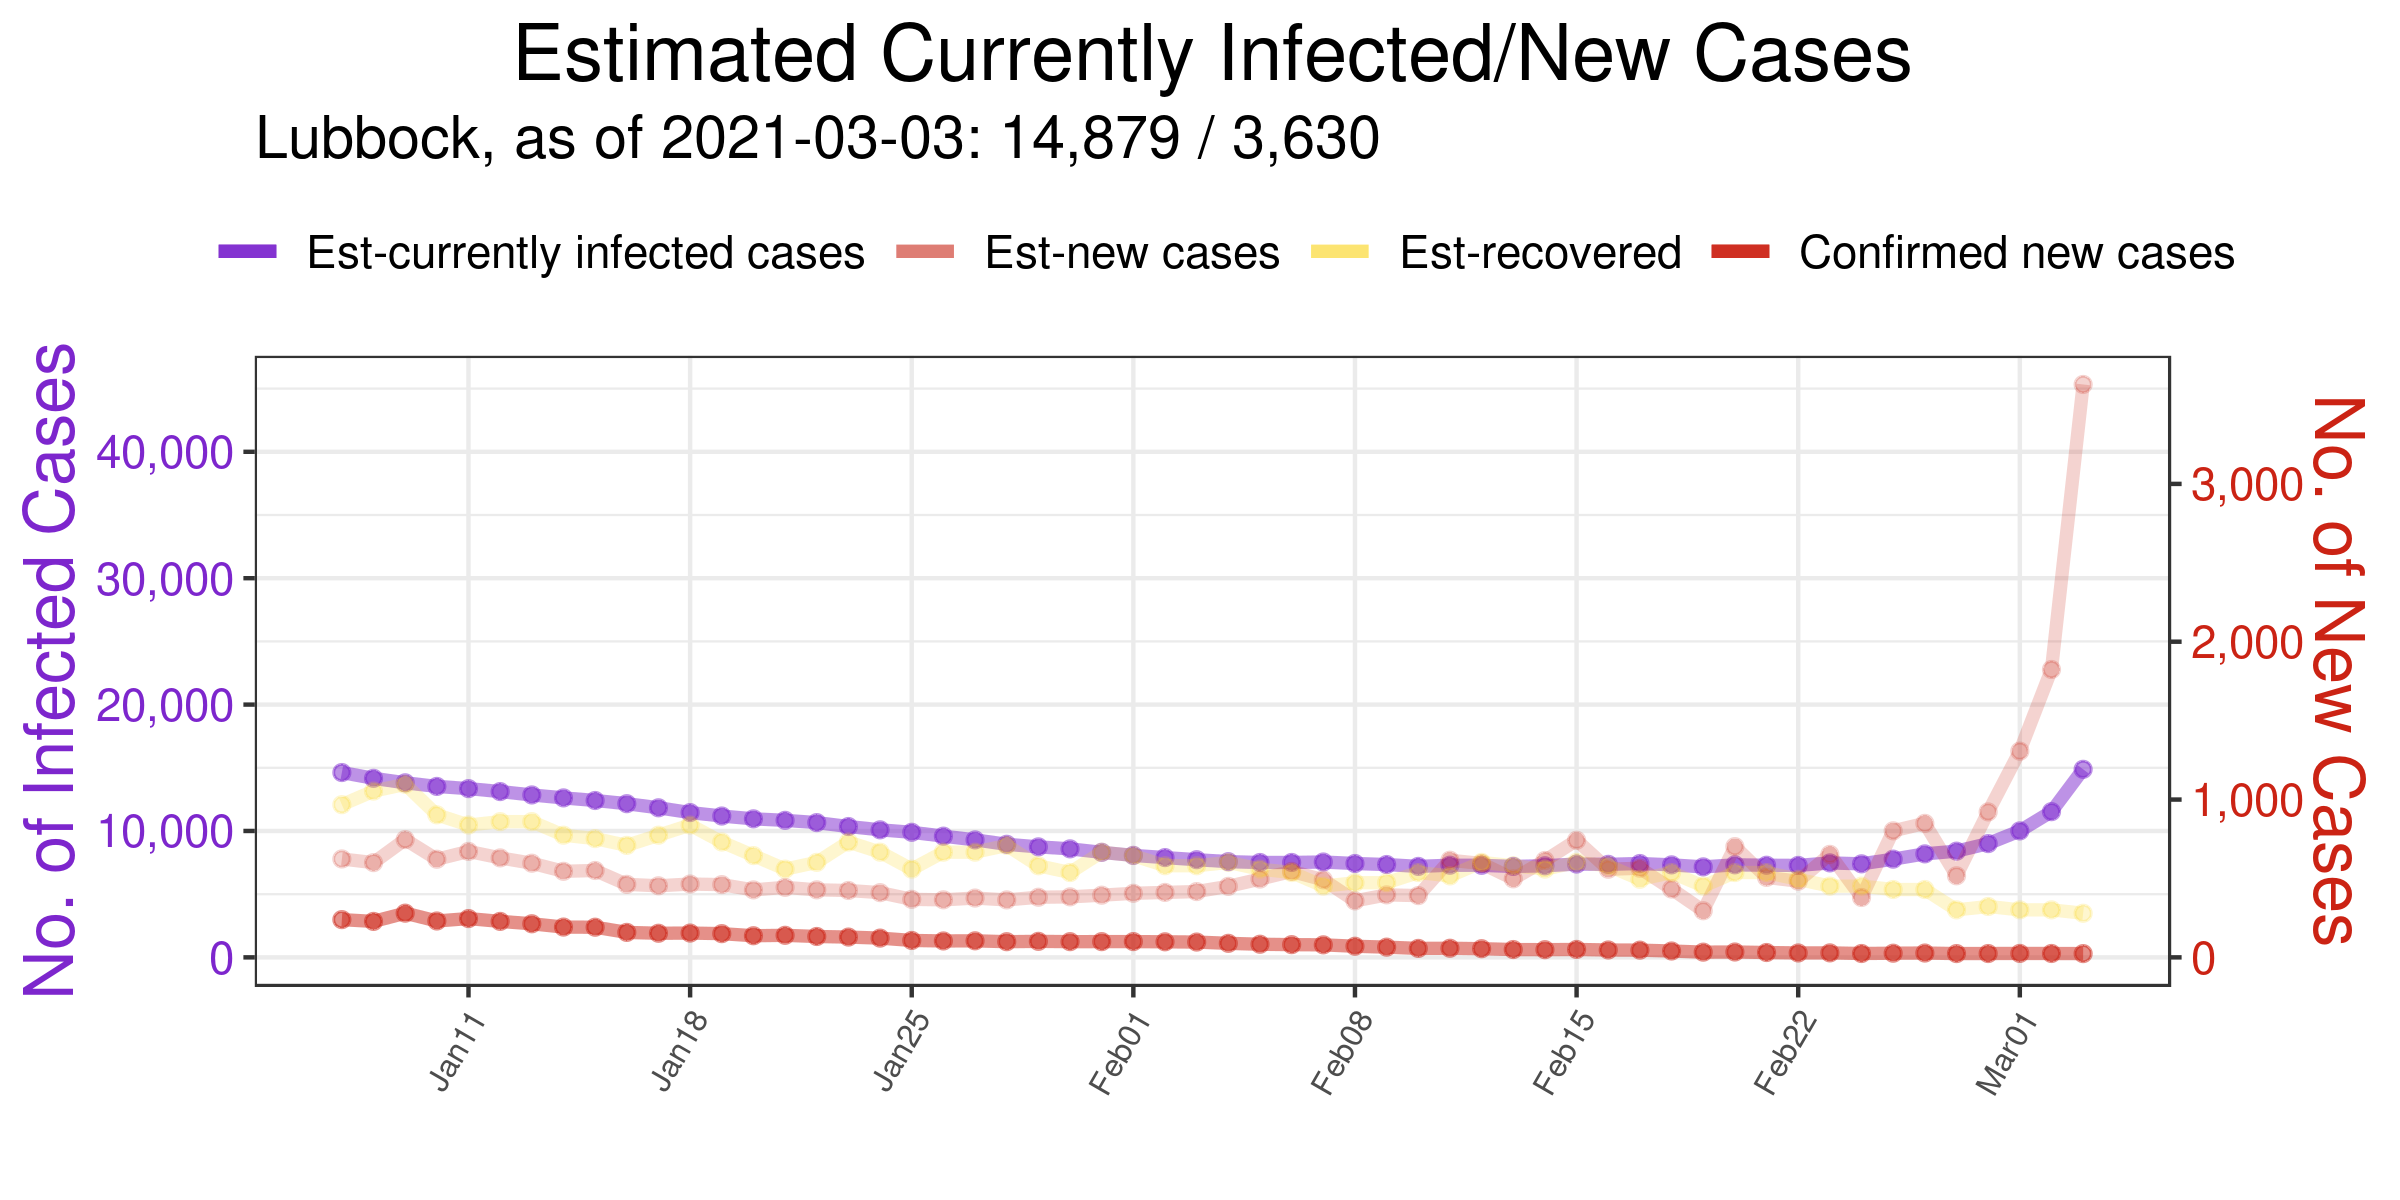 Estimated Currently Infected/New Cases
Lubbock, as of 2021-03-03: 14,879 / 3,630
Est-currently infected cases Est-new cases Est-recovered Confirmed new cases
No. of Infected Cases
40,000
30,000
20,000
10,000
0
3,000
2,000
1,000
0
No. of New Cases
Jan11 Jan18 Jan25 Feb01 Feb08 Feb15 Feb22 Mar01